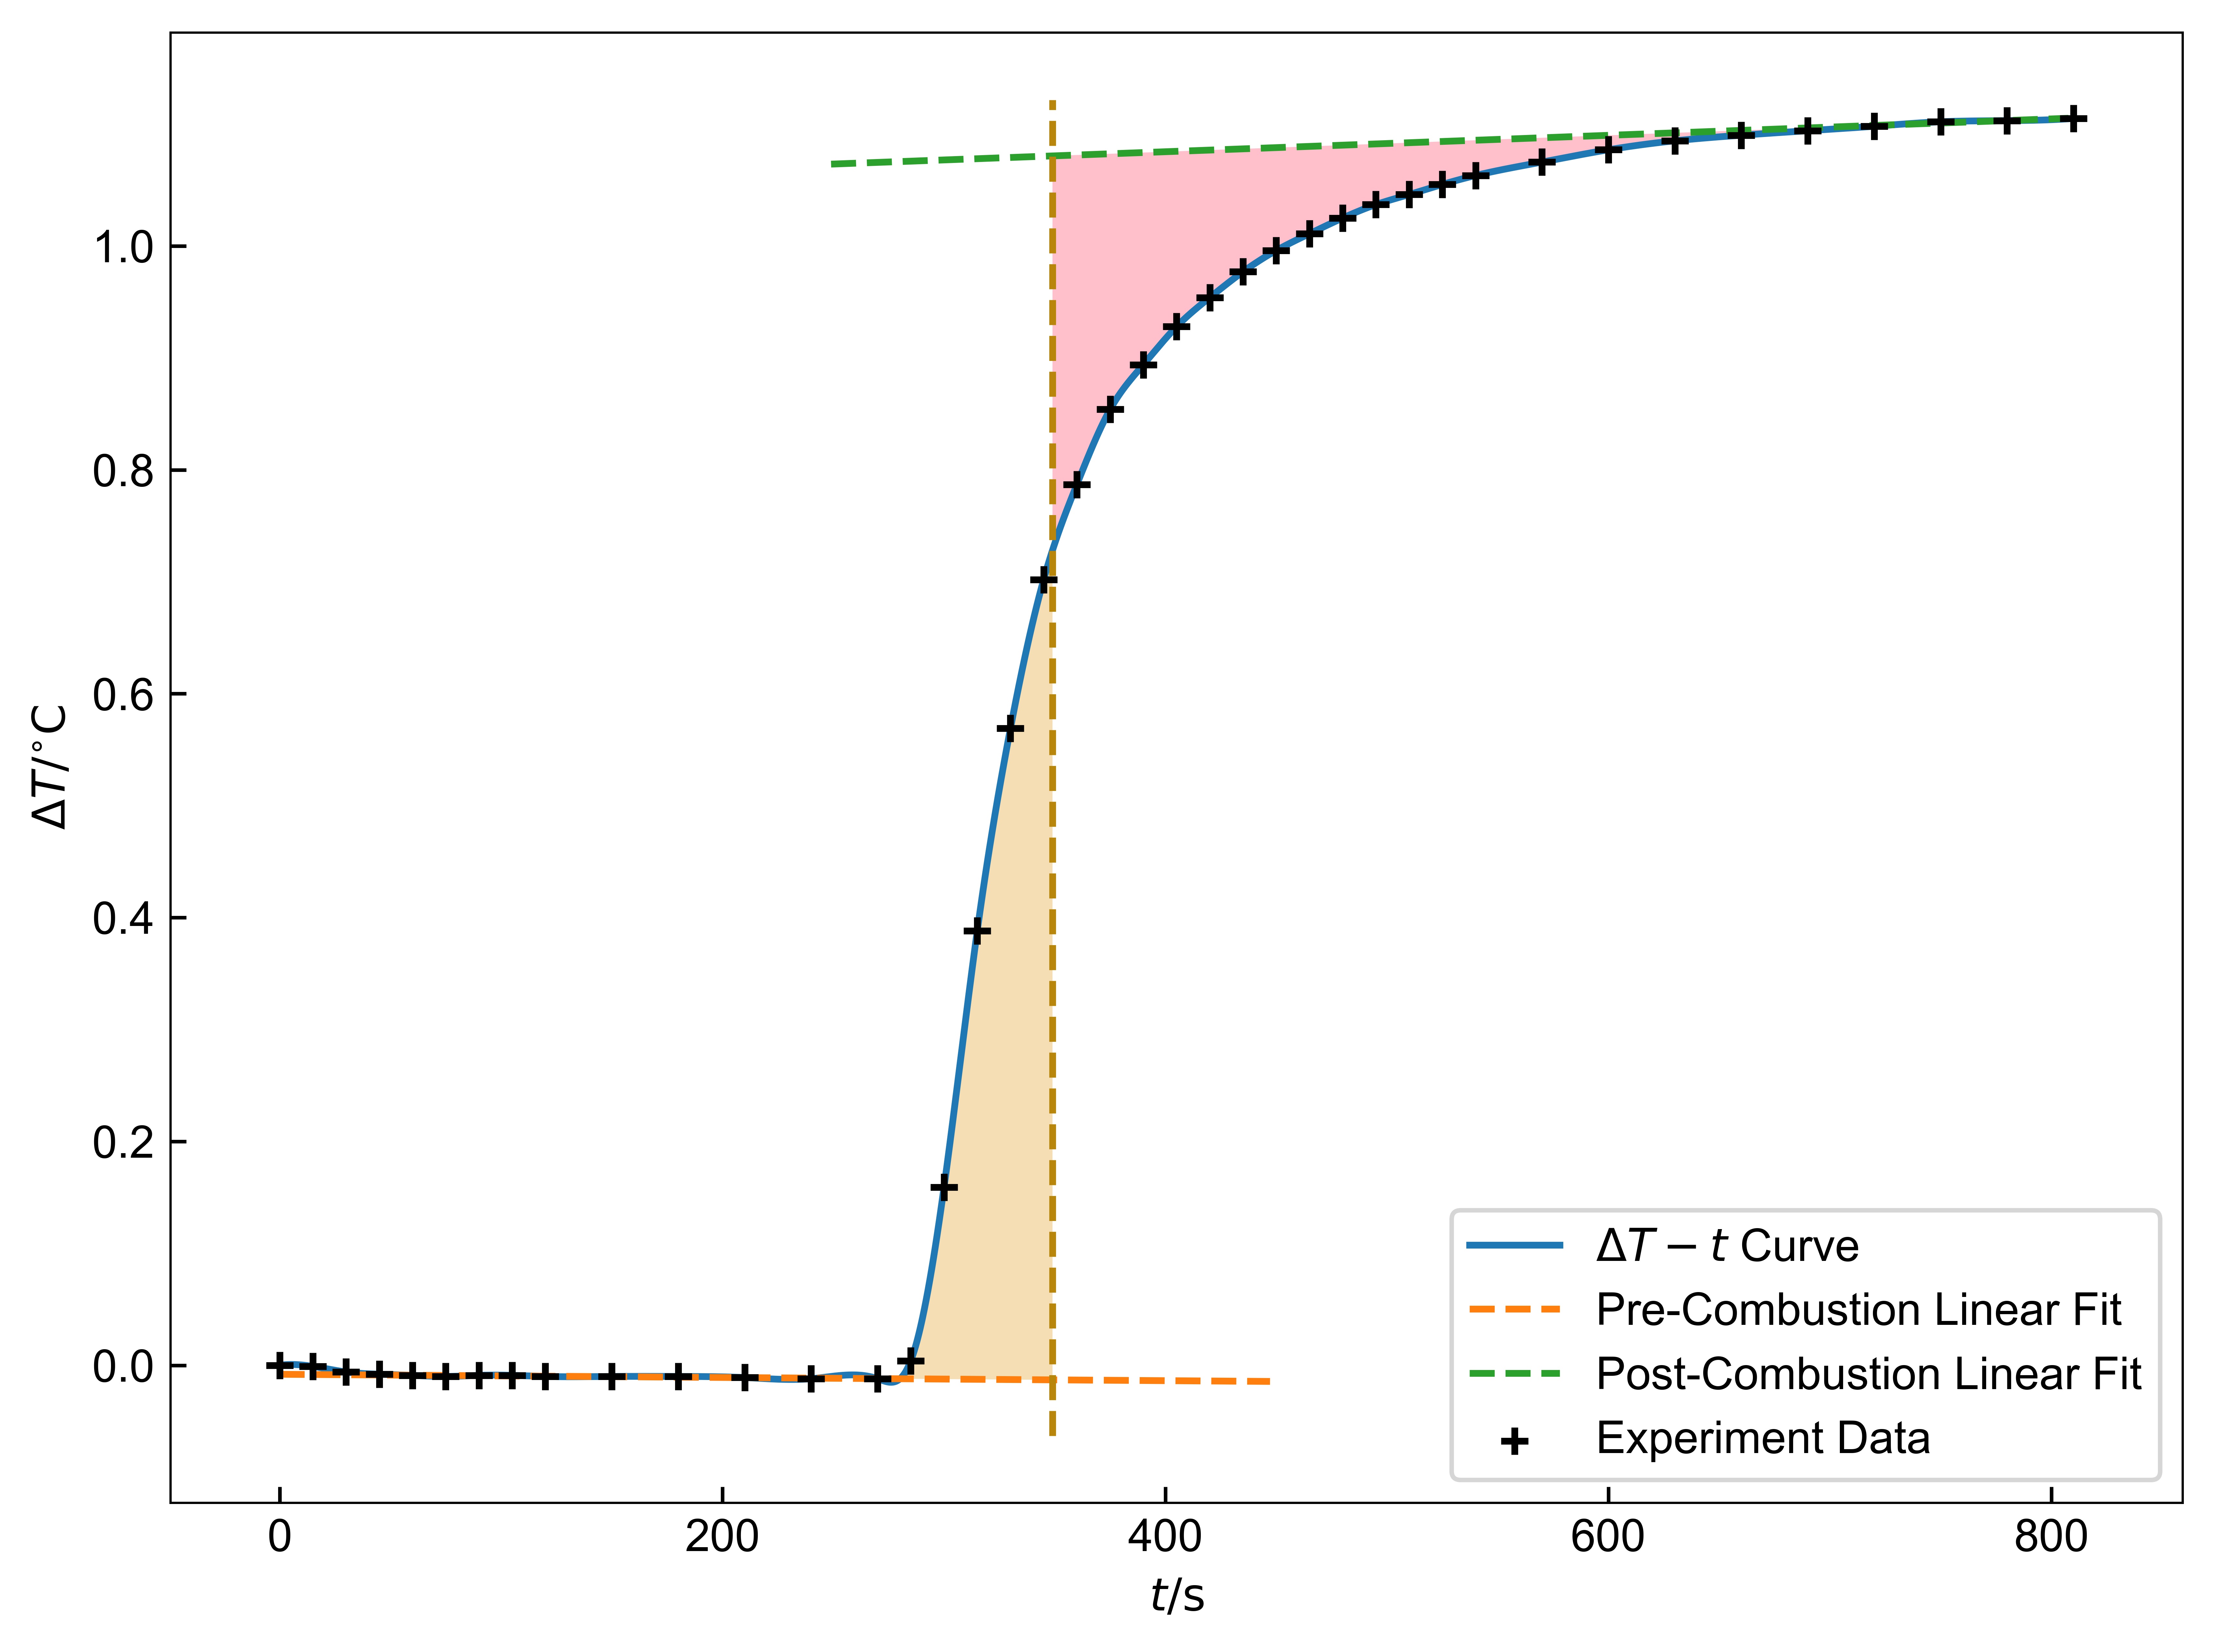 ΔT/°C
1.0
0.8
0.6
0.4
0.2
0.0
0
200
400
600
800
t/s
ΔT − t Curve
Pre-Combustion Linear Fit
Post-Combustion Linear Fit
Experiment Data